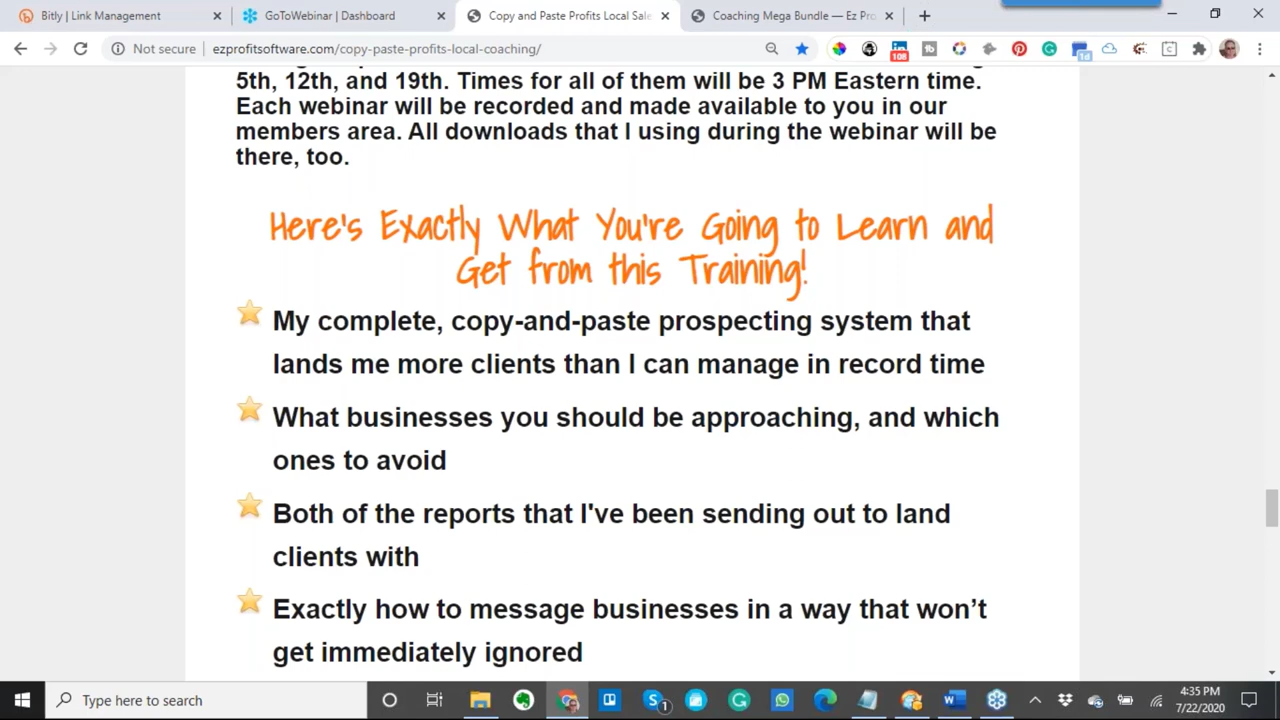 Bitly | Link Management
GoToWebinar | Dashboard
Copy and Paste Profits Local Sale
Coaching Mega Bundle — Ez Pro
Not secure
ezprofitsoftware.com/copy-paste-profits-local-coaching/
108
1d
5th, 12th, and 19th. Times for all of them will be 3 PM Eastern time.
Each webinar will be recorded and made available to you in our
members area. All downloads that I using during the webinar will be
there, too.
Here's Exactly What You're Going to Learn and
Get from this Training!
My complete, copy-and-paste prospecting system that
lands me more clients than I can manage in record time
What businesses you should be approaching, and which
ones to avoid
Both of the reports that I've been sending out to land
clients with
Exactly how to message businesses in a way that won’t
get immediately ignored
Type here to search
1
4:35 PM
7/22/2020